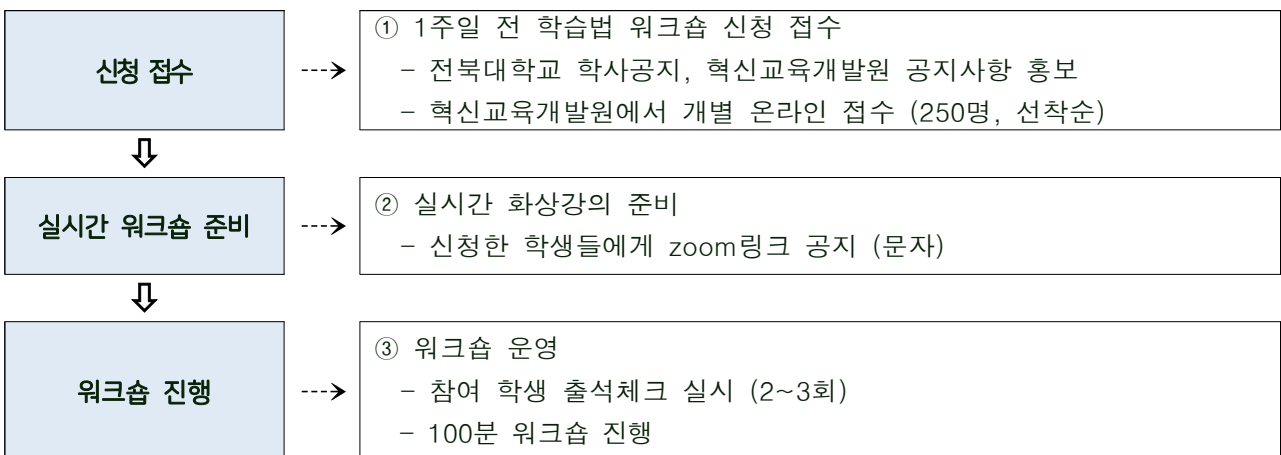 신청 접수
① 1주일 전 학습법 워크숍 신청 접수
- 전북대학교 학사공지, 혁신교육개발원 공지사항 홍보
- 혁신교육개발원에서 개별 온라인 접수 (250명, 선착순)
실시간 워크숍 준비
② 실시간 화상강의 준비
- 신청한 학생들에게 zoom링크 공지 (문자)
워크숍 진행
③ 워크숍 운영
- 참여 학생 출석체크 실시 (2~3회)
- 100분 워크숍 진행